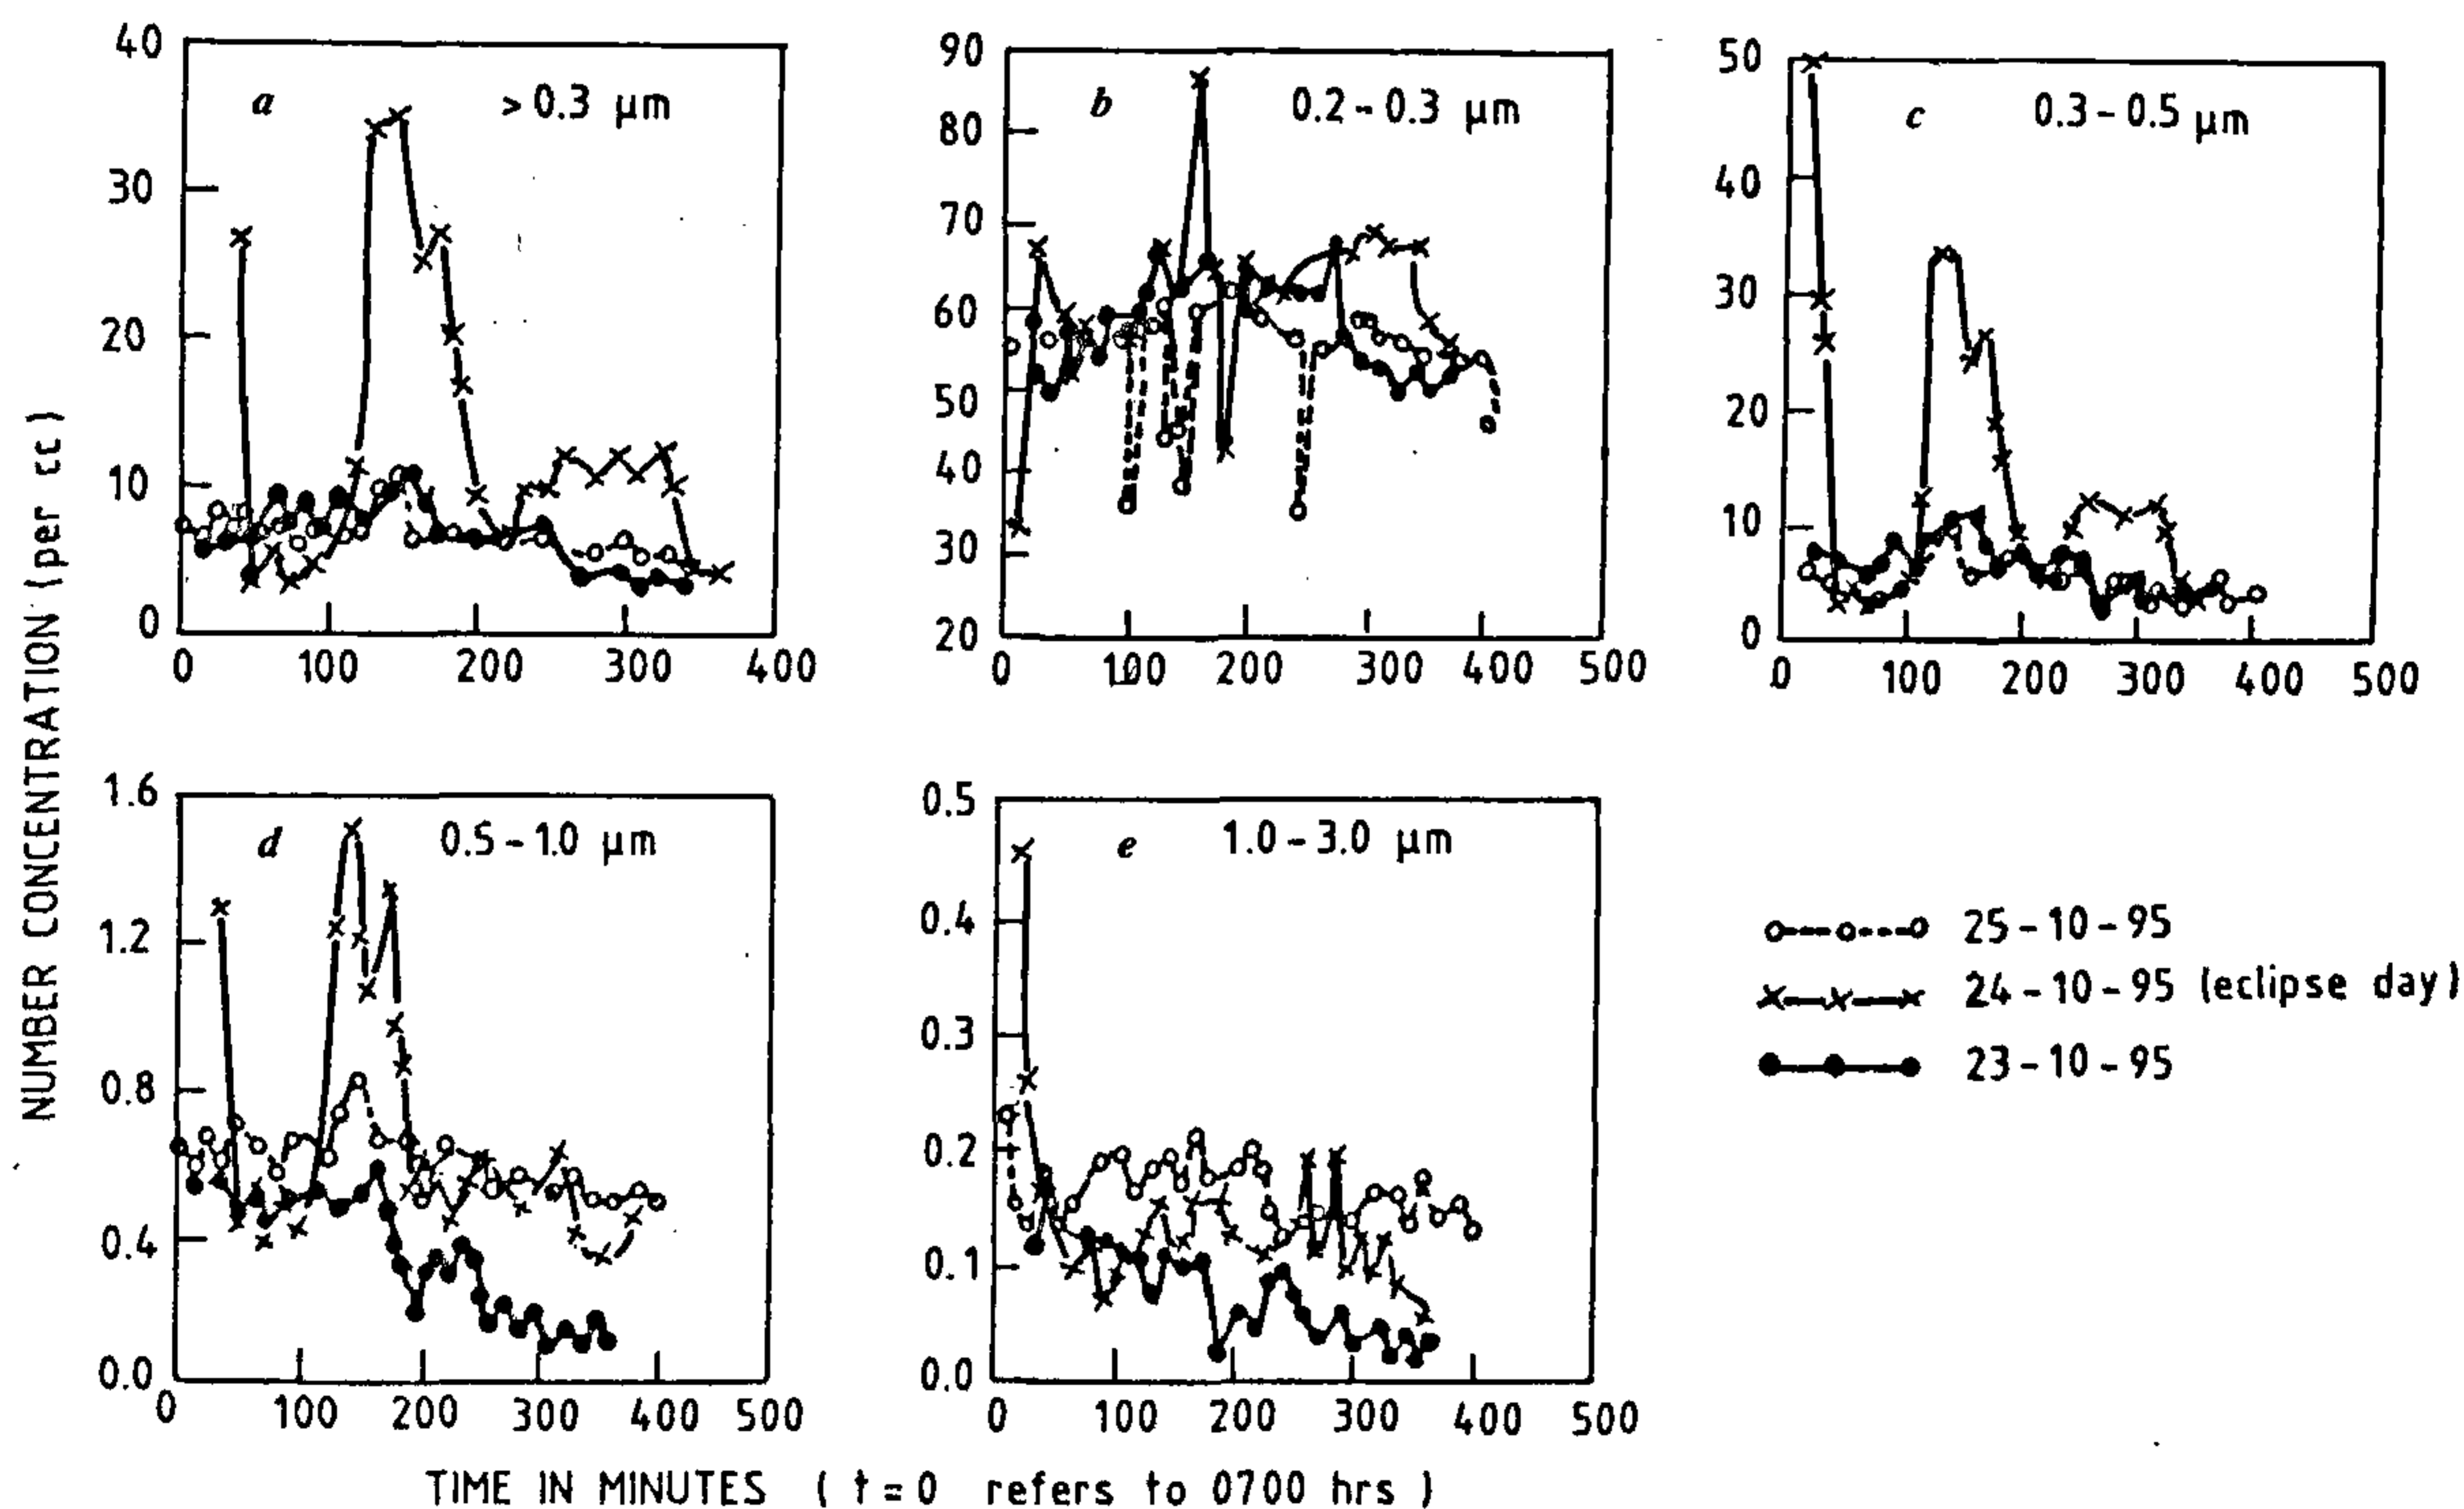 NUMBER CONCENTRATION (per cc)
a > 0.3 µm
40
30
20
10
0
0 100 200 300 400
b 0.2 - 0.3 µm
90
80
70
60
50
40
30
20
0 100 200 300 400 500
c 0.3 - 0.5 µm
50
40
30
20
10
0
0 100 200 300 400 500
d 0.5 - 1.0 µm
1.6
1.2
0.8
0.4
0.0
0 100 200 300 400 500
e 1.0 - 3.0 µm
0.5
0.4
0.3
0.2
0.1
0.0
0 100 200 300 400 500
25 - 10 - 95
24 - 10 - 95 (eclipse day)
23 - 10 - 95
TIME IN MINUTES ( t = 0 refers to 0700 hrs )